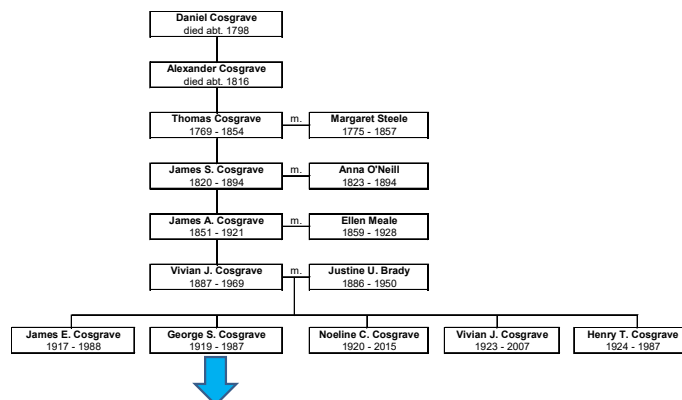 Daniel Cosgrave
died abt. 1798
Alexander Cosgrave
died abt. 1816
Thomas Cosgrave
1769 - 1854
m.
Margaret Steele
1775 - 1857
James S. Cosgrave
1820 - 1894
m.
Anna O'Neill
1823 - 1894
James A. Cosgrave
1851 - 1921
m.
Ellen Meale
1859 - 1928
Vivian J. Cosgrave
1887 - 1969
m.
Justine U. Brady
1886 - 1950
James E. Cosgrave
1917 - 1988
George S. Cosgrave
1919 - 1987
Noeline C. Cosgrave
1920 - 2015
Vivian J. Cosgrave
1923 - 2007
Henry T. Cosgrave
1924 - 1987